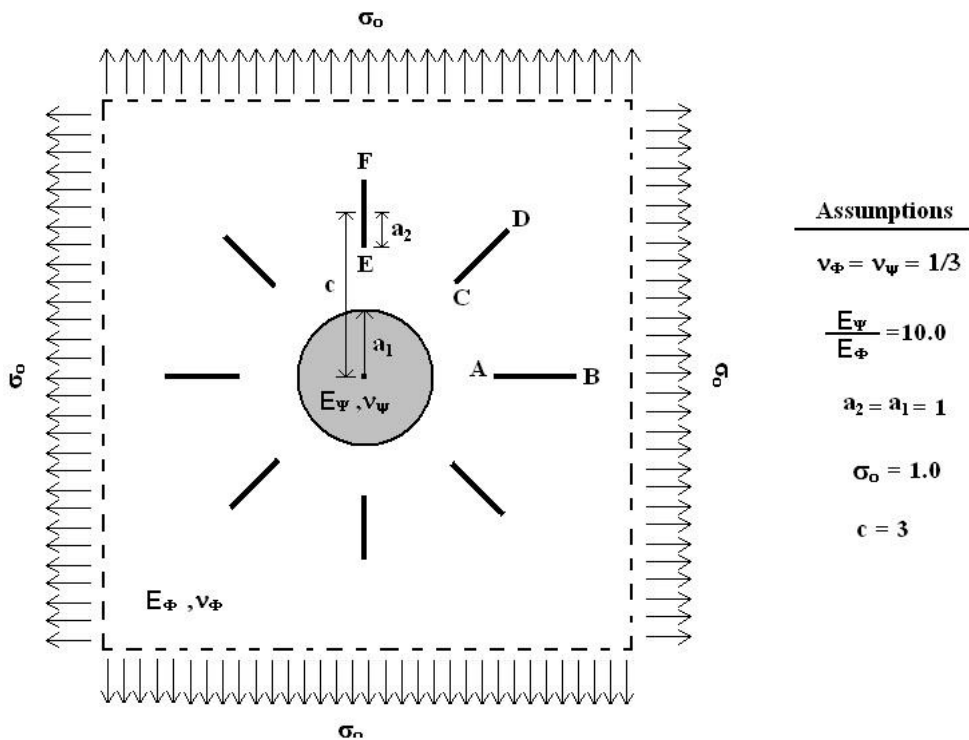 σo
F
D
a2
E
C
c
a1
A
B
σo
σo
EΨ ,νΨ
EΦ ,νΦ
σo
Assumptions
νΦ = νΨ = 1/3
EΨ
EΦ
=10.0
a2 = a1 = 1
σo = 1.0
c = 3